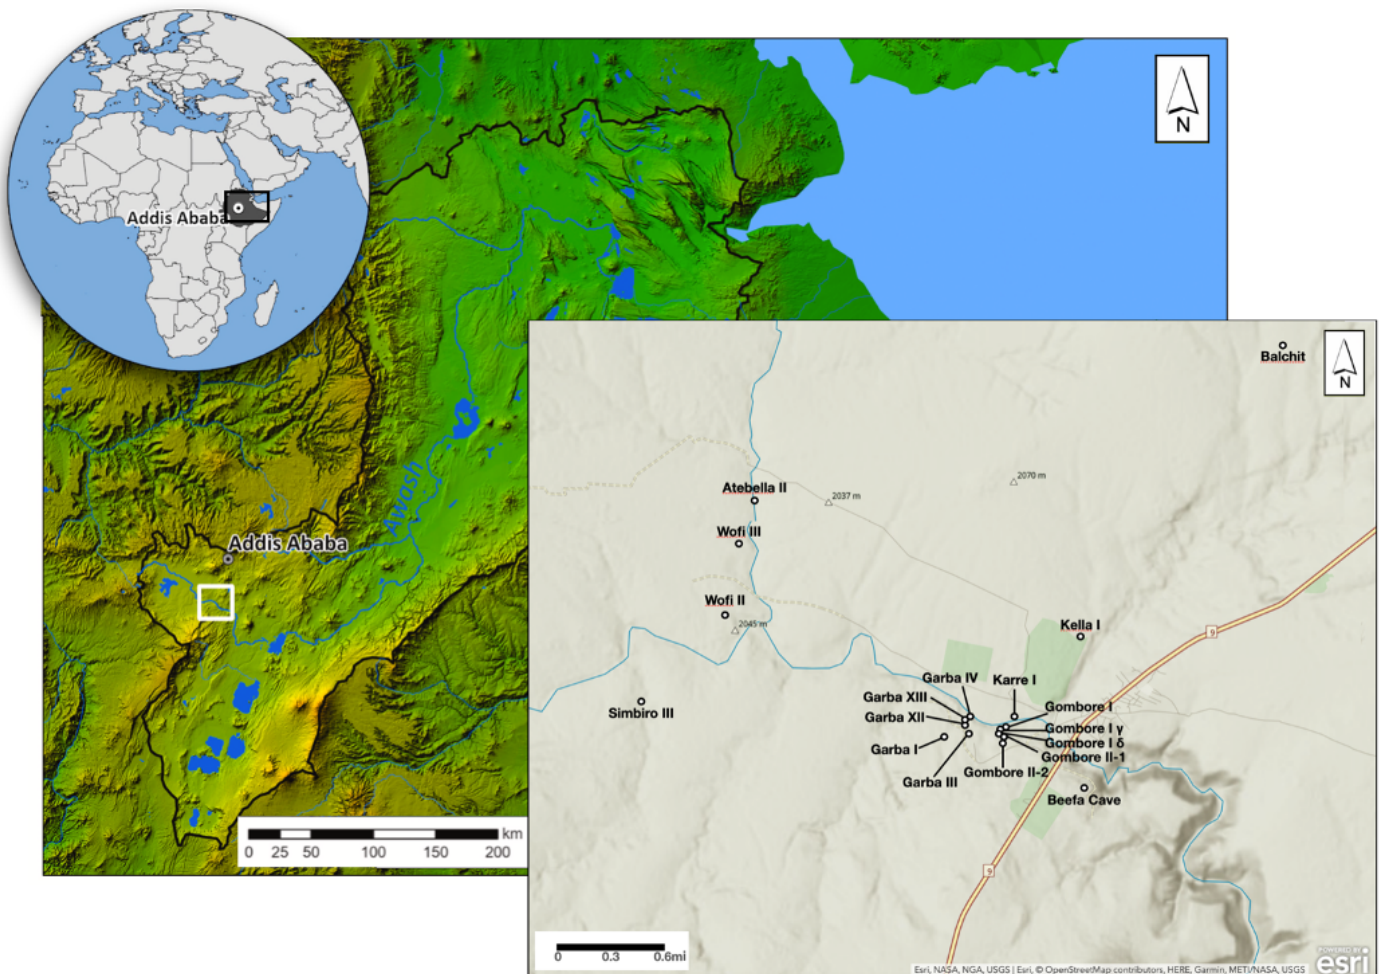 N
Addis Ababa
Awash
Addis Ababa
km
0 25 50 100 150 200
Balchit
N
2070 m
Atebella II
2037 m
Wofi III
Wofi II
2045 m
Kella I
9
Garba IV
Karre I
Garba XIII
Simbiro III
Gombore I
Garba XII
Gombore I γ
Gombore I δ
Garba I
Gombore II-1
Gombore II-2
Garba III
Beefa Cave
9
0 0.3 0.6mi
POWERED BY
esri
Esri, NASA, NGA, USGS | Esri, © OpenStreetMap contributors, HERE, Garmin, METI/NASA, USGS